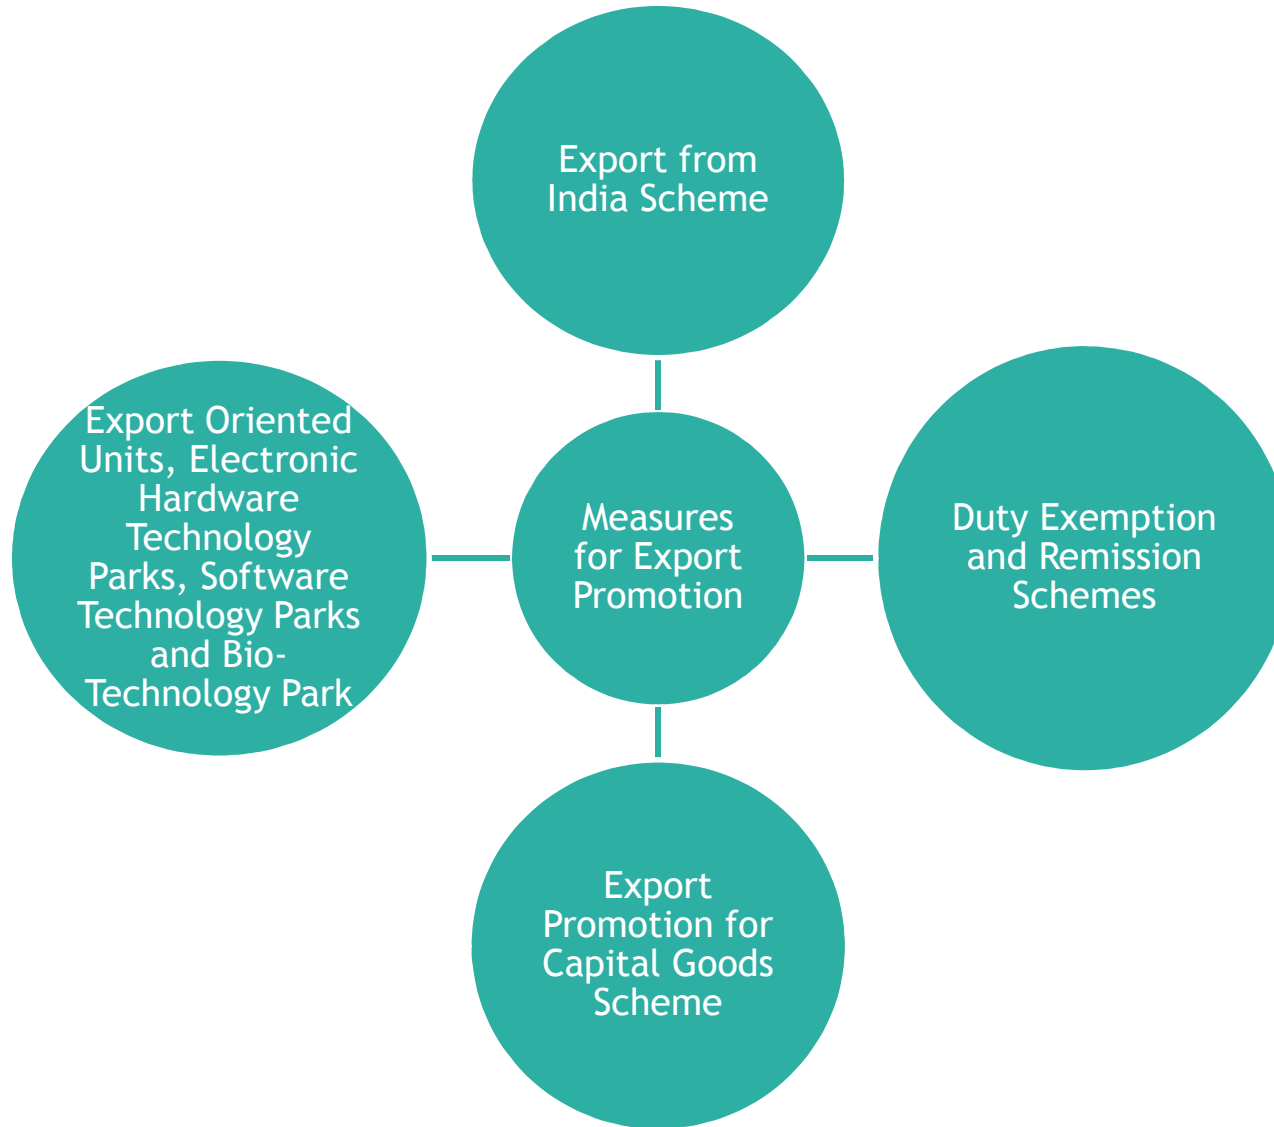 Export from
India Scheme
Export Oriented
Units, Electronic
Hardware
Technology
Parks, Software
Technology Parks
and Bio-
Technology Park
Measures
for Export
Promotion
Duty Exemption
and Remission
Schemes
Export
Promotion for
Capital Goods
Scheme